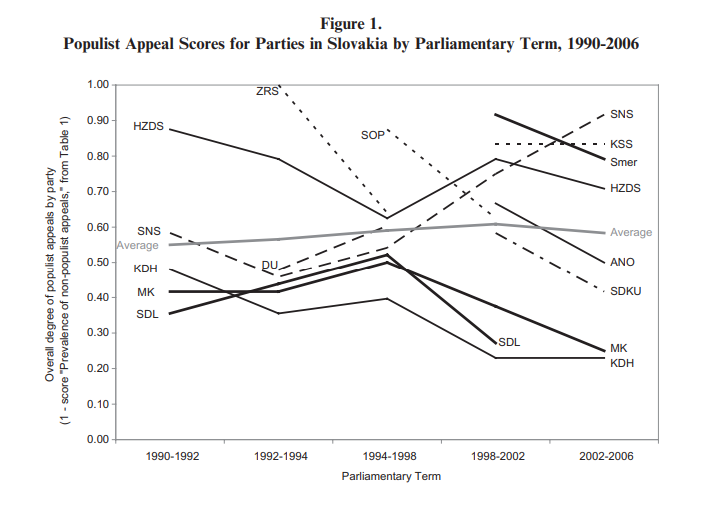 Figure 1.
Populist Appeal Scores for Parties in Slovakia by Parliamentary Term, 1990-2006
Overall degree of populist appeals by party
(1 - score "Prevalence of non-populist appeals," from Table 1)
1.00
0.90
0.80
0.70
0.60
0.50
0.40
0.30
0.20
0.10
0.00
ZRS
HZDS
SOP
SNS
Average
DU
KDH
MK
SDL
SDL
SNS
KSS
Smer
HZDS
Average
ANO
SDKU
MK
KDH
1990-1992
1992-1994
1994-1998
1998-2002
2002-2006
Parliamentary Term